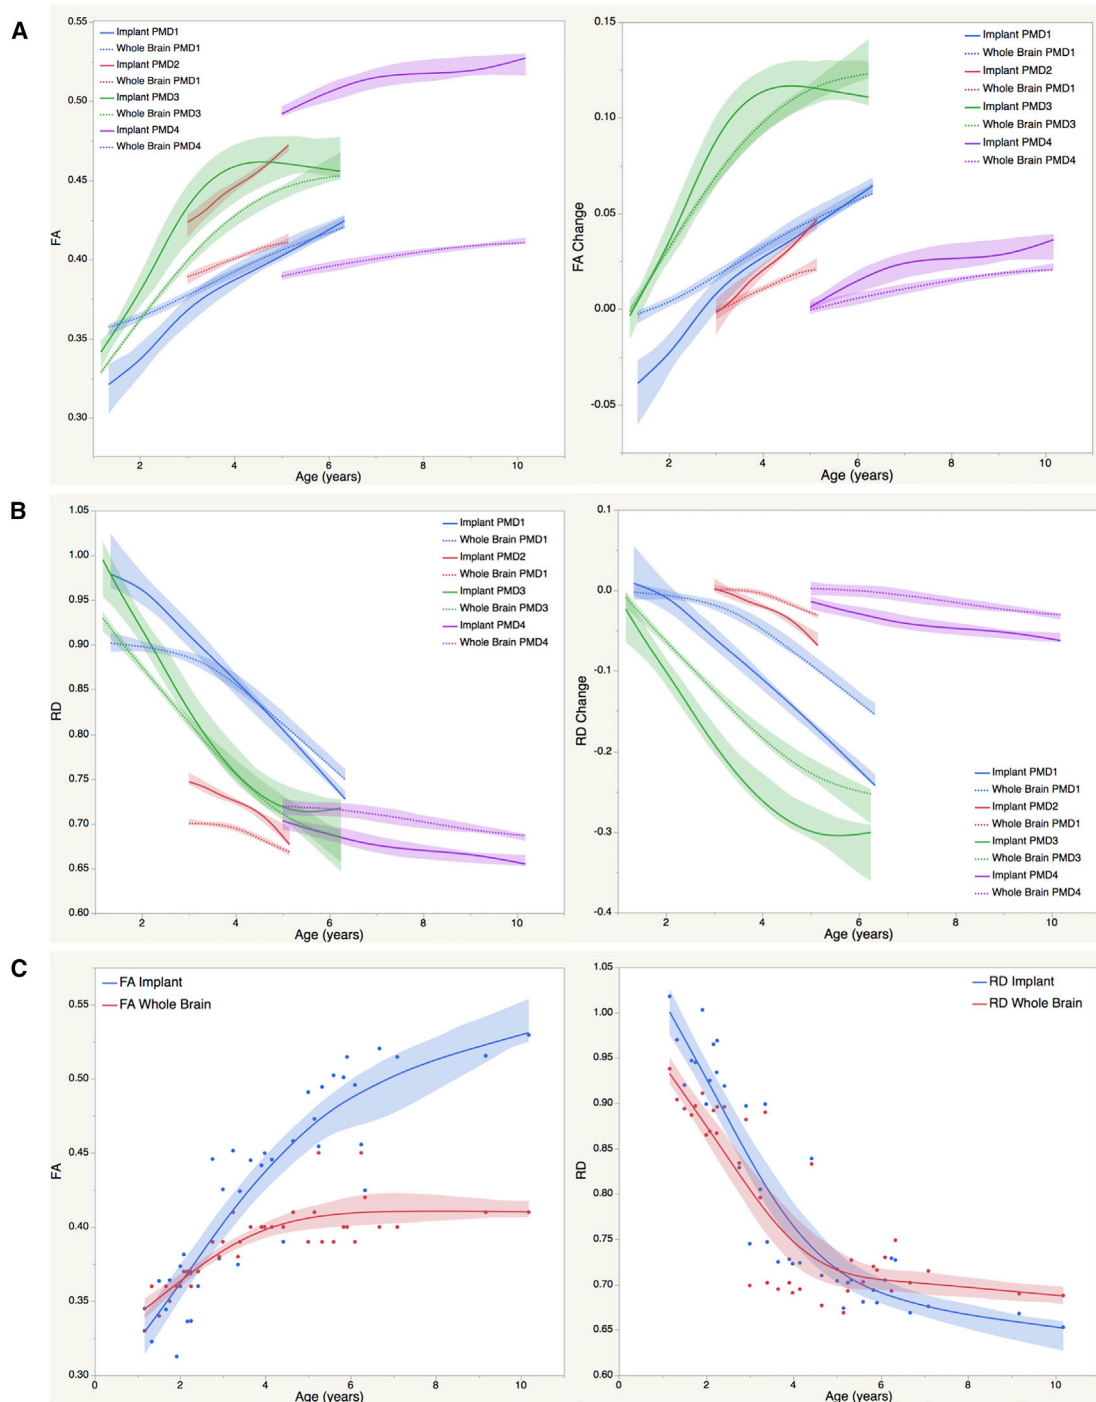 A
0.55
0.50
0.45
0.40
0.35
0.30
FA
Implant PMD1
Whole Brain PMD1
Implant PMD2
Whole Brain PMD1
Implant PMD3
Whole Brain PMD3
Implant PMD4
Whole Brain PMD4
2 4 6 8 10
Age (years)
0.15
0.10
0.05
0.00
-0.05
FA Change
Implant PMD1
Whole Brain PMD1
Implant PMD2
Whole Brain PMD1
Implant PMD3
Whole Brain PMD3
Implant PMD4
Whole Brain PMD4
2 4 6 8 10
Age (years)
B
1.05
1.00
0.95
0.90
0.85
0.80
0.75
0.70
0.65
0.60
RD
Implant PMD1
Whole Brain PMD1
Implant PMD2
Whole Brain PMD1
Implant PMD3
Whole Brain PMD3
Implant PMD4
Whole Brain PMD4
2 4 6 8 10
Age (years)
0.1
0.0
-0.1
-0.2
-0.3
-0.4
RD Change
Implant PMD1
Whole Brain PMD1
Implant PMD2
Whole Brain PMD1
Implant PMD3
Whole Brain PMD3
Implant PMD4
Whole Brain PMD4
2 4 6 8 10
Age (years)
C
0.55
0.50
0.45
0.40
0.35
0.30
FA
FA Implant
FA Whole Brain
0 2 4 6 8 10
Age (years)
1.05
1.00
0.95
0.90
0.85
0.80
0.75
0.70
0.65
0.60
RD
RD Implant
RD Whole Brain
0 2 4 6 8 10
Age (years)